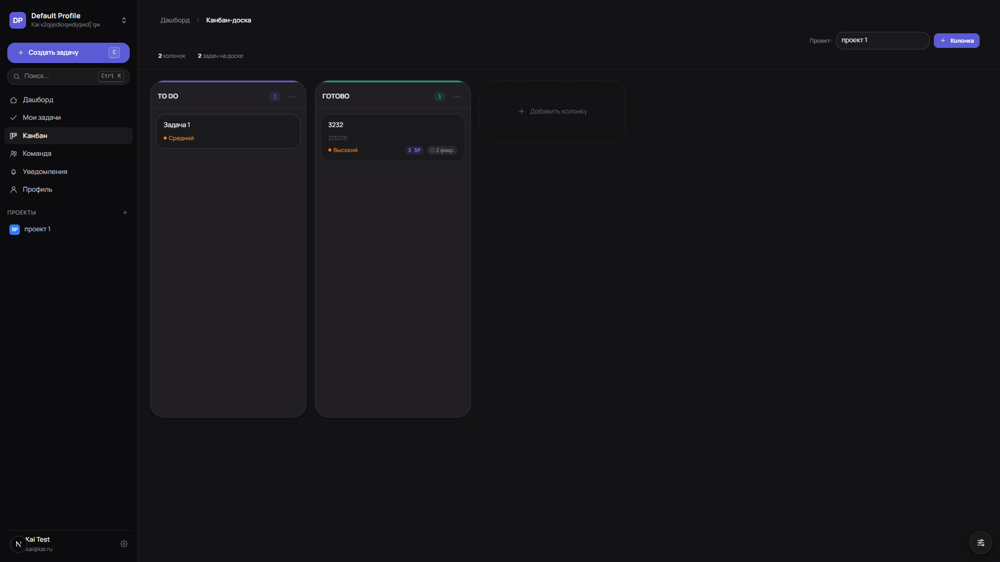 DP
Default Profile
Kai v2qijedioqwdijqwd['qw
Создать задачу
C
Поиск...
Ctrl K
Дашборд
Мои задачи
Канбан
Команда
Уведомления
Профиль
ПРОЕКТЫ
ПР
проект 1
N
Kai Test
kai@kai.ru
Дашборд
Канбан-доска
Проект:
проект 1
Колонка
2 колонок
2 задач на доске
TO DO
1
Задача 1
Средний
ГОТОВО
1
3232
2132131
Высокий
3 SP
2 февр.
Добавить колонку